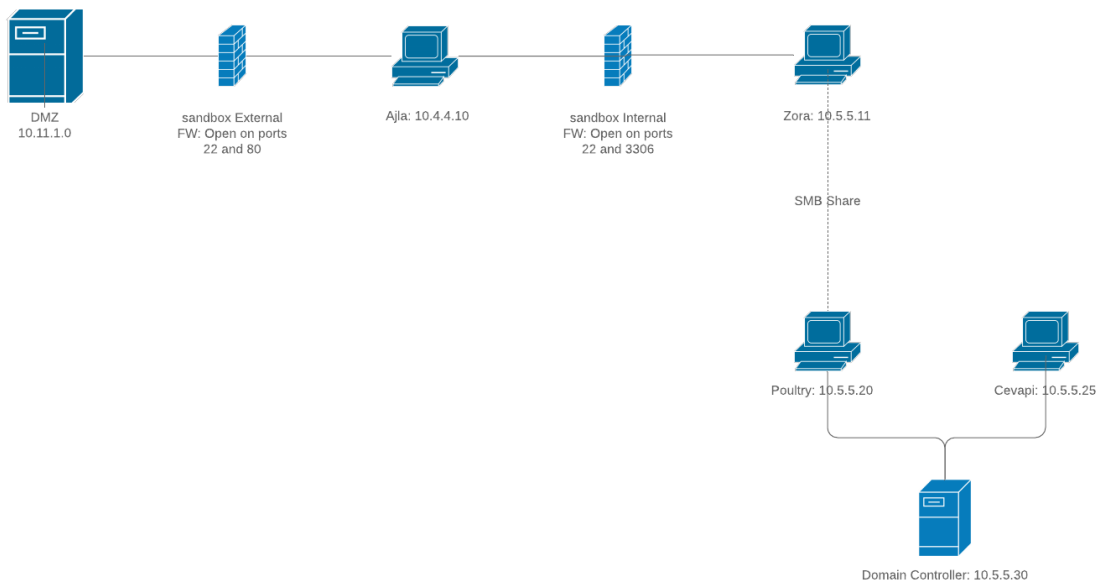 DMZ
10.11.1.0
sandbox External
FW: Open on ports
22 and 80
Ajla: 10.4.4.10
sandbox Internal
FW: Open on ports
22 and 3306
Zora: 10.5.5.11
SMB Share
Poultry: 10.5.5.20
Cevapi: 10.5.5.25
Domain Controller: 10.5.5.30